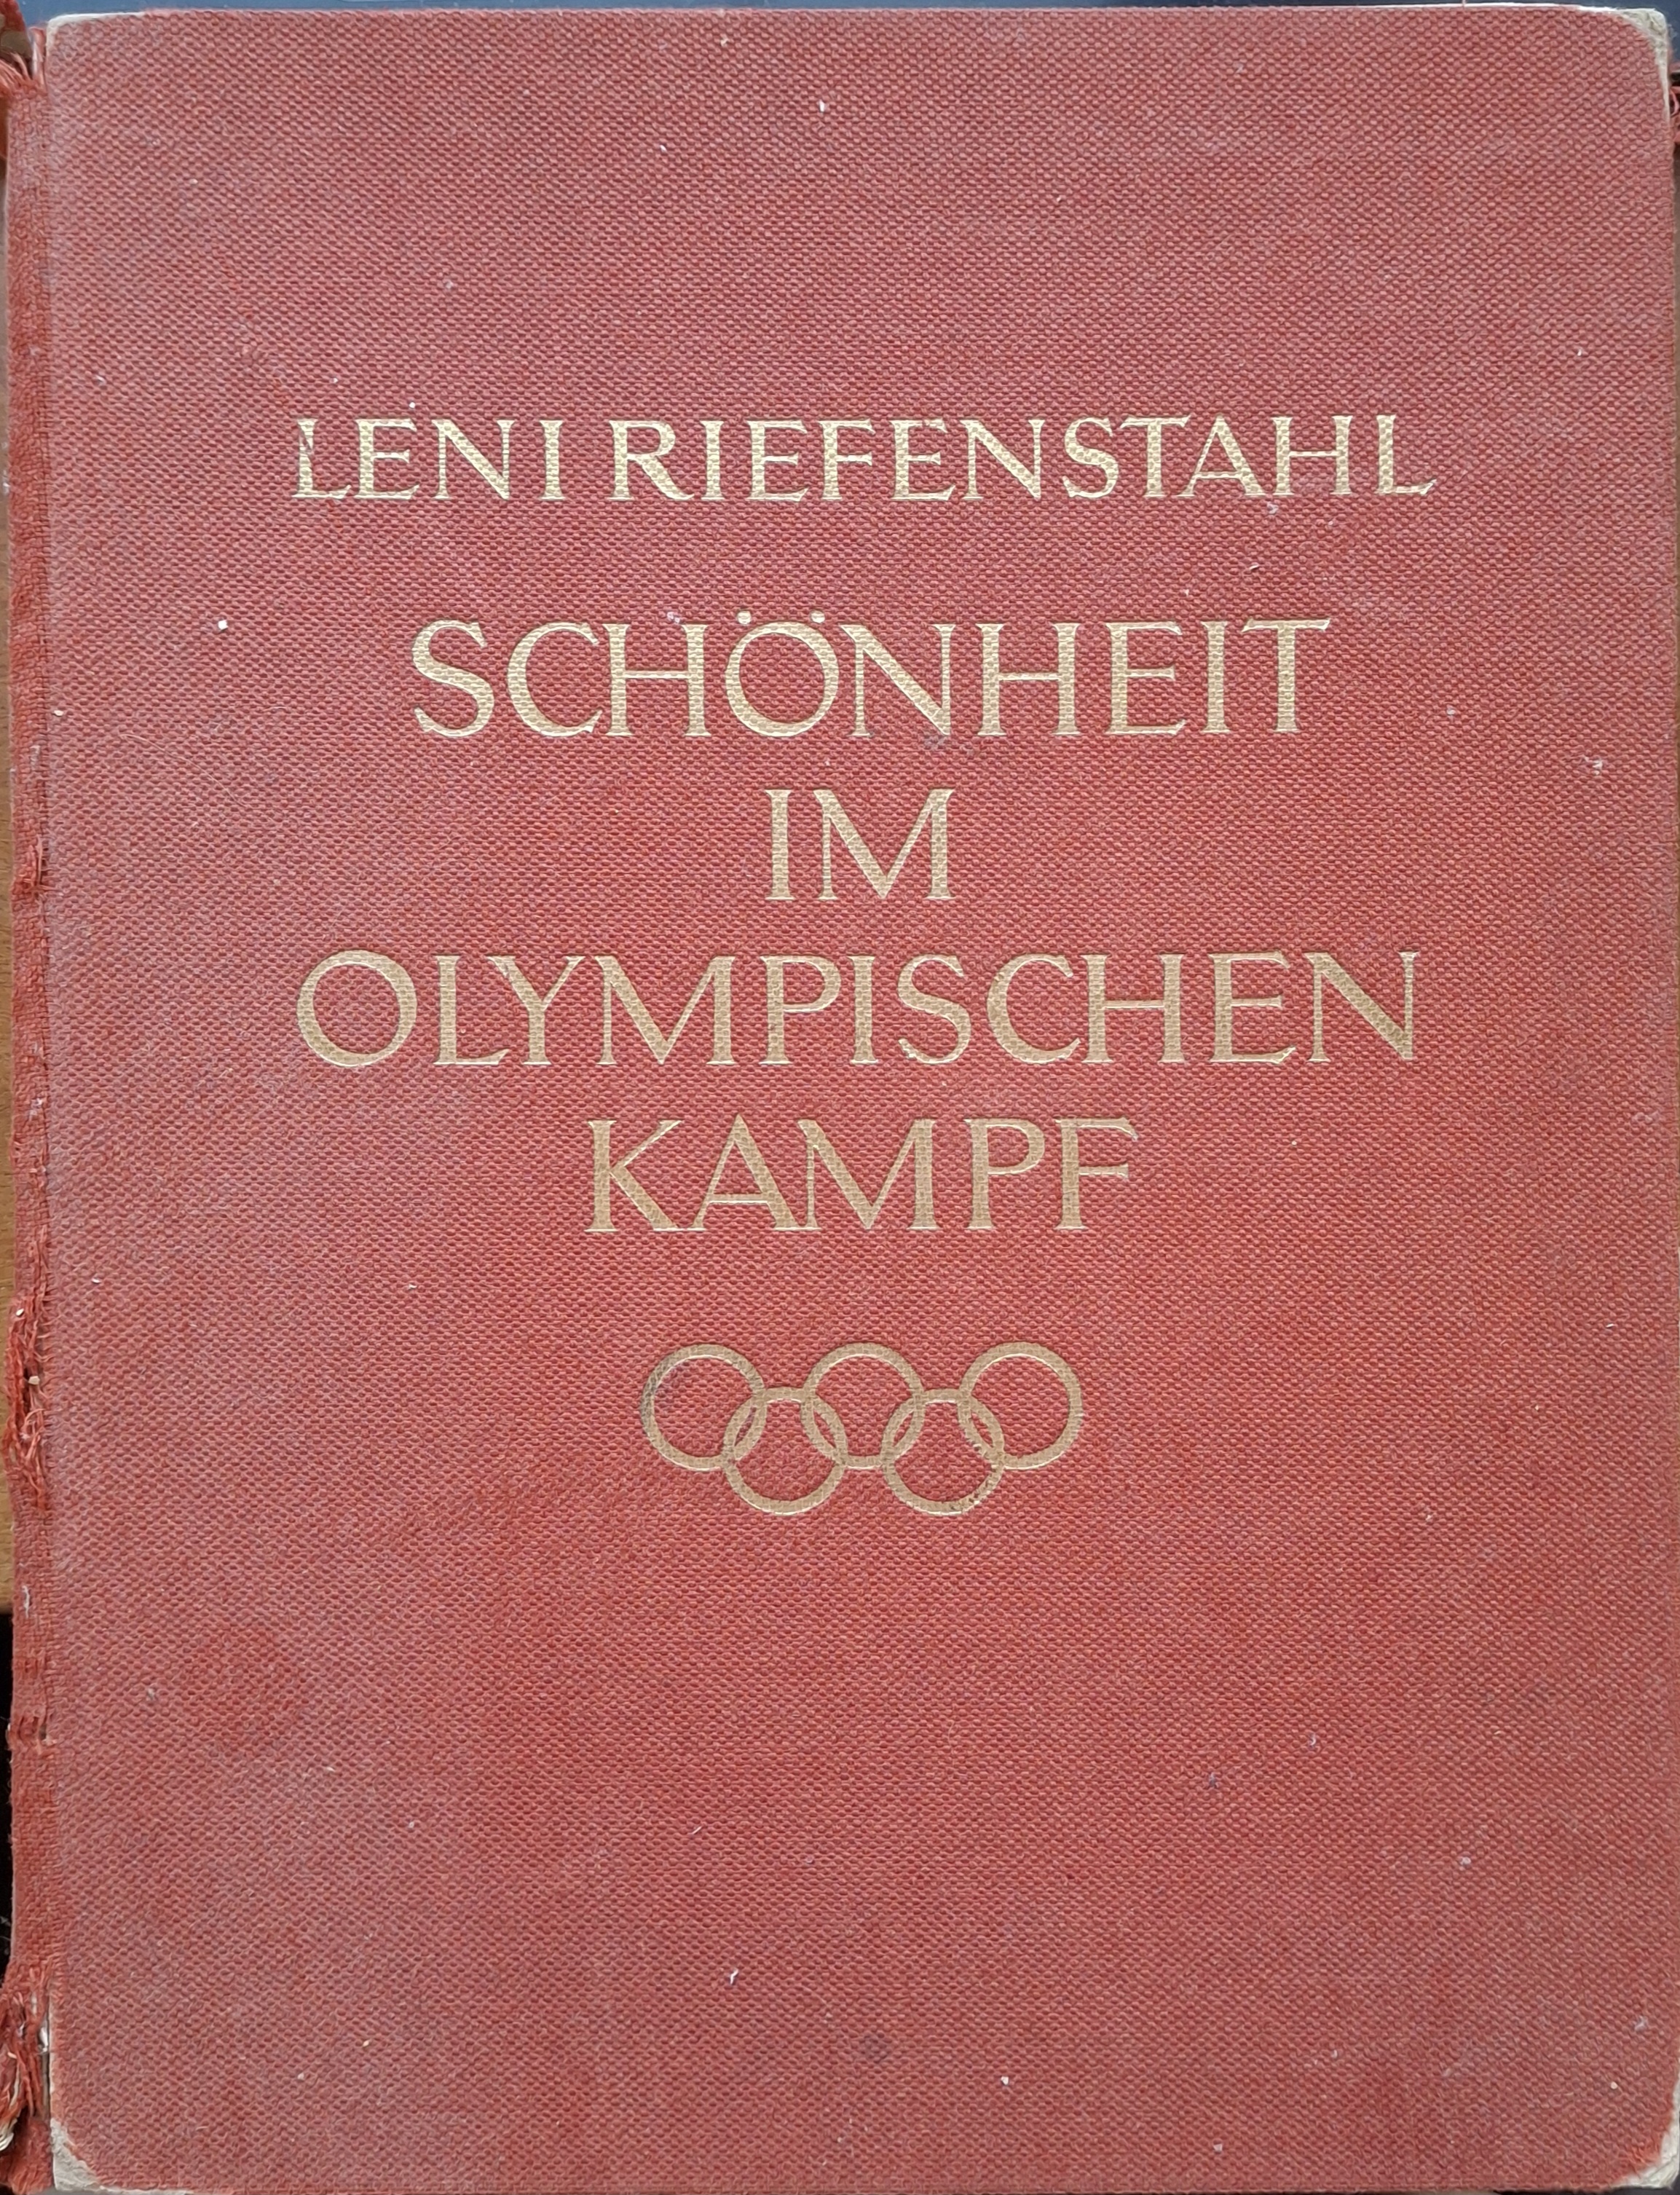 LENI RIEFENSTAHL
SCHÖNHEIT
IM
OLYMPISCHEN
KAMPF